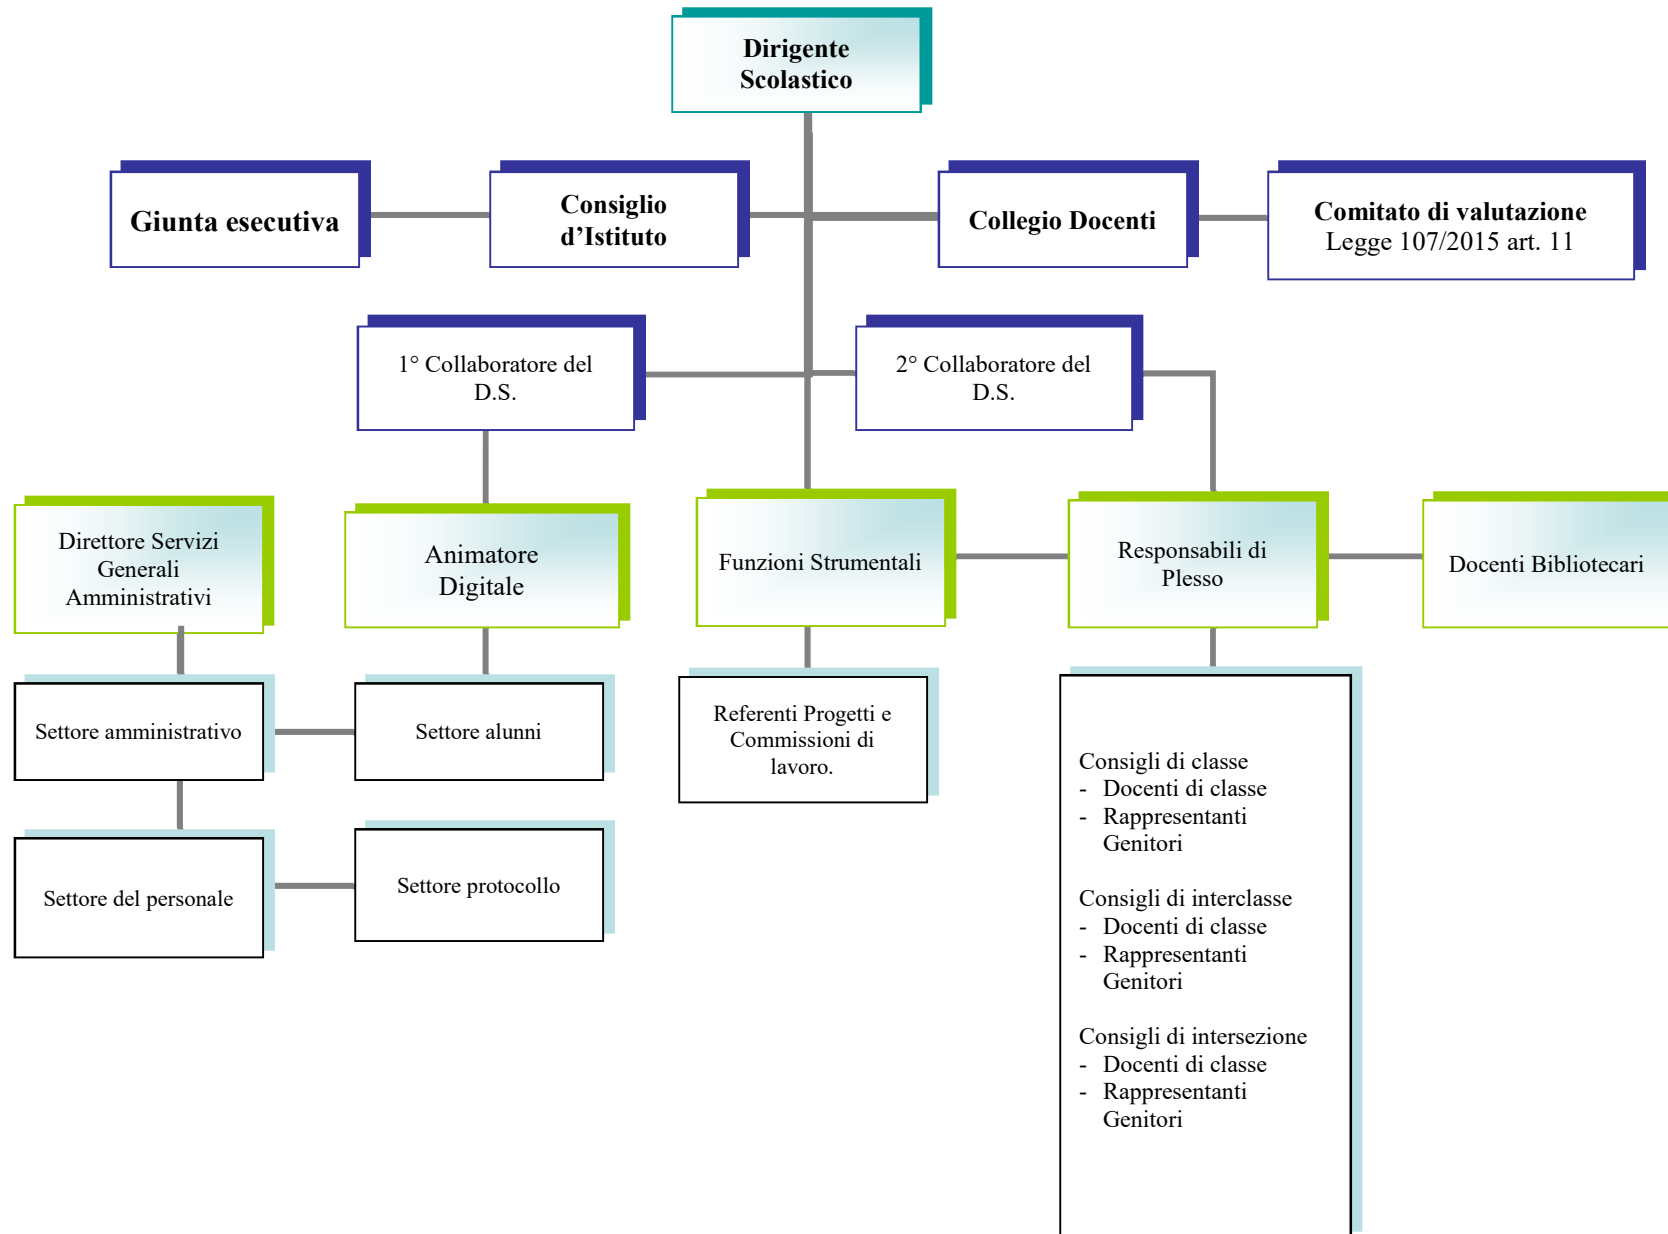 Dirigente
Scolastico
Giunta esecutiva
Consiglio
d’Istituto
Collegio Docenti
Comitato di valutazione
Legge 107/2015 art. 11
1° Collaboratore del
D.S.
2° Collaboratore del
D.S.
Direttore Servizi
Generali
Amministrativi
Animatore
Digitale
Funzioni Strumentali
Responsabili di
Plesso
Docenti Bibliotecari
Settore amministrativo
Settore alunni
Referenti Progetti e
Commissioni di
lavoro.
Settore del personale
Settore protocollo
Consigli di classe
- Docenti di classe
- Rappresentanti
Genitori
Consigli di interclasse
- Docenti di classe
- Rappresentanti
Genitori
Consigli di intersezione
- Docenti di classe
- Rappresentanti
Genitori